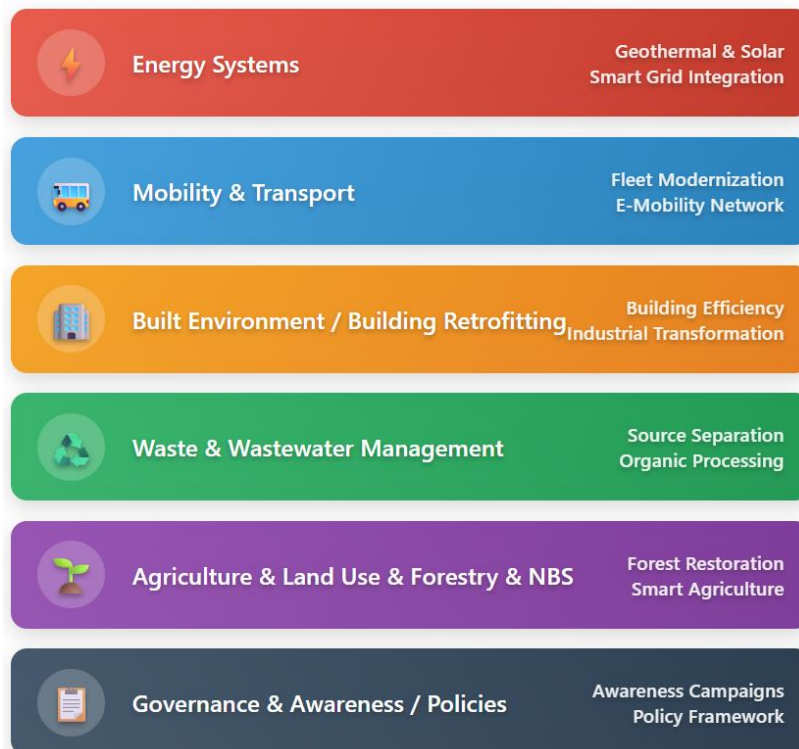 Energy Systems
Geothermal & Solar
Smart Grid Integration
Mobility & Transport
Fleet Modernization
E-Mobility Network
Built Environment / Building Retrofitting
Building Efficiency
Industrial Transformation
Waste & Wastewater Management
Source Separation
Organic Processing
Agriculture & Land Use & Forestry & NBS
Forest Restoration
Smart Agriculture
Governance & Awareness / Policies
Awareness Campaigns
Policy Framework